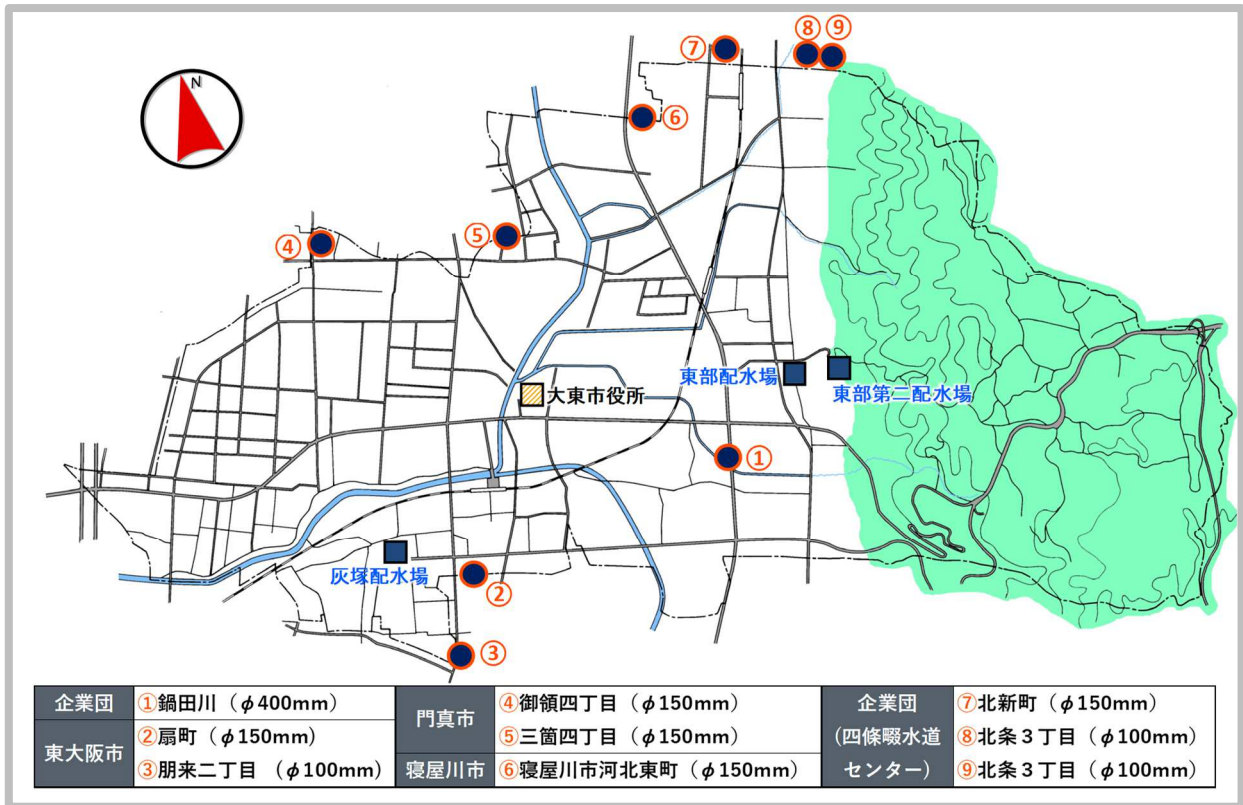 N
⑦
⑧
⑨
⑥
⑤
④
東部配水場
東部第二配水場
大東市役所
①
灰塚配水場
②
③
企業団
①鍋田川（φ400mm）
東大阪市
②扇町（φ150mm）
③朋来二丁目 （φ100mm）
門真市
④御領四丁目（φ150mm）
⑤三箇四丁目（φ150mm）
寝屋川市
⑥寝屋川市河北東町（φ150mm）
企業団
(四條畷水道
センター)
⑦北新町（φ150mm）
⑧北条３丁目（φ100mm）
⑨北条３丁目（φ100mm）